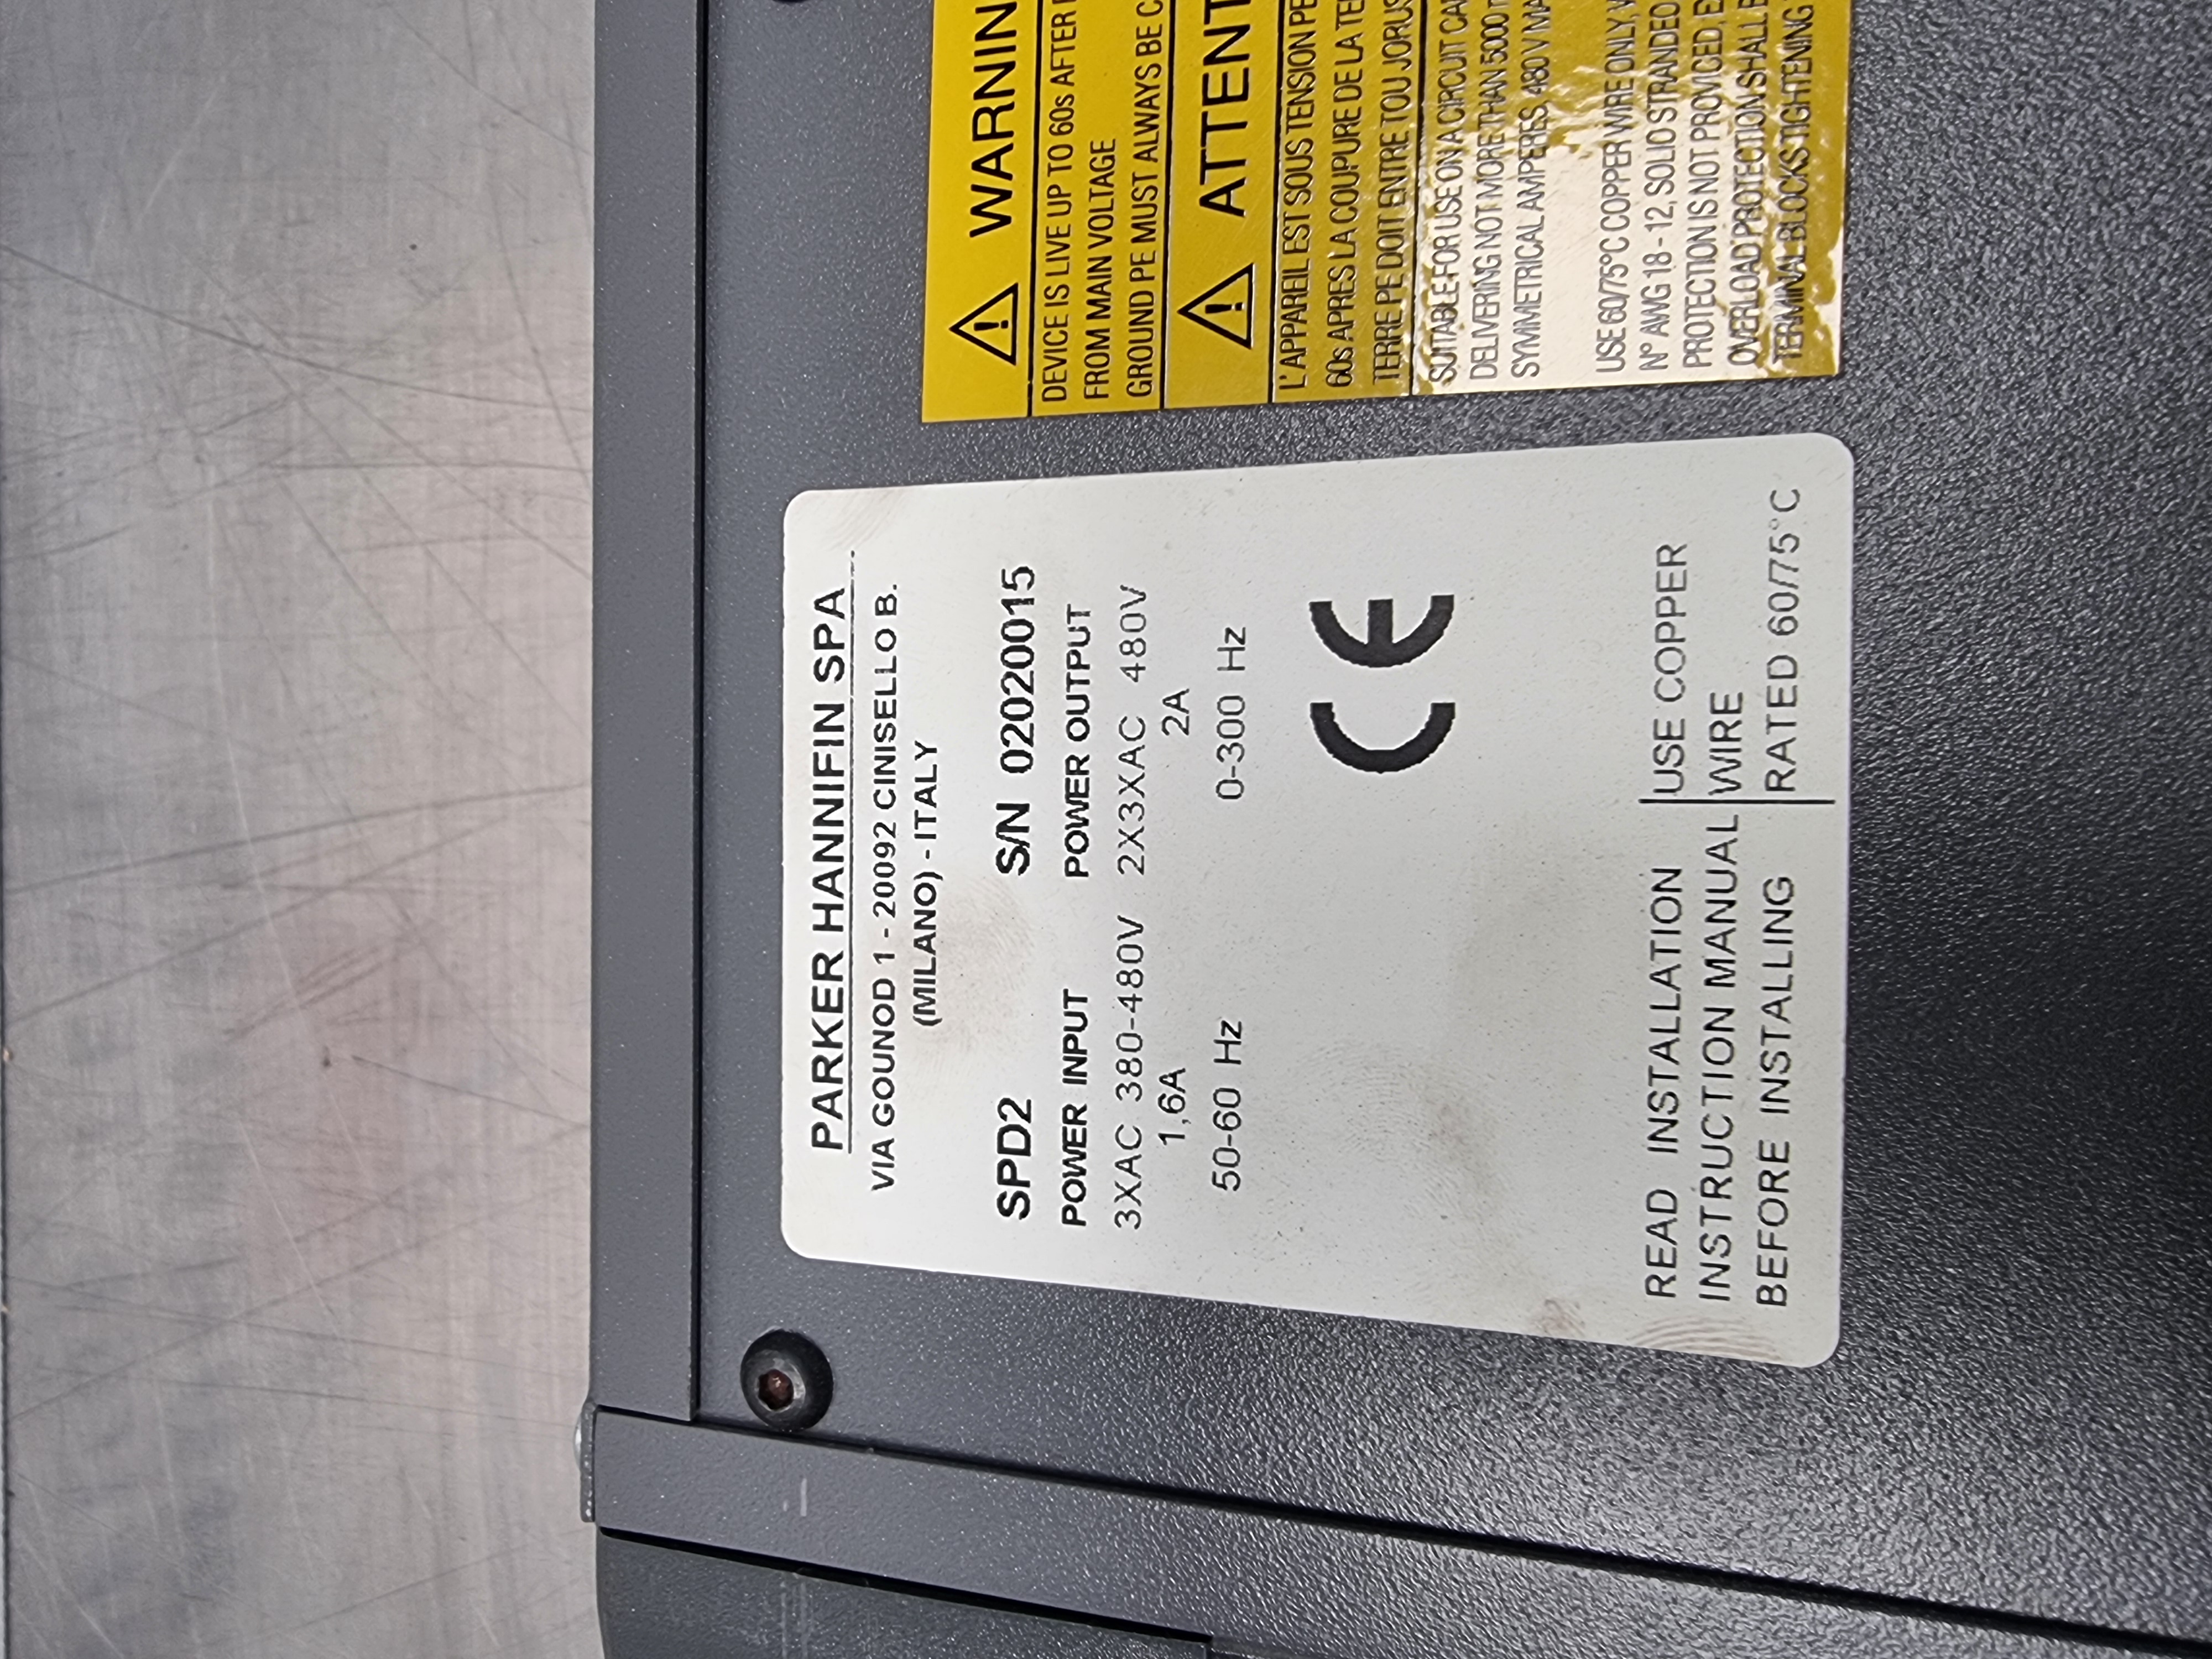 PARKER HANNIFIN SPA
VIA GOUNOD 1 - 20092 CINISELLO B.
(MILANO) - ITALY
SPD2 S/N 02020015
POWER INPUT POWER OUTPUT
3XAC 380-480V 2X3XAC 480V
1,6A 2A
50-60 Hz 0-300 Hz
CE
READ INSTALLATION USE COPPER
INSTRUCTION MANUAL WIRE
BEFORE INSTALLING RATED 60/75°C
DEVICE IS LIVE UP TO 60s AFTER
FROM MAIN VOLTAGE
GROUND PE MUST ALWAYS BE
L'APPAREIL EST SOUS TENSION
60s APRES LA COUPURE DE LA
TERRE PE DOIT ENTRE TOU JORUS
SUITABLE FOR USE ON A CIRCUIT
DELIVERING NOT MORE THAN 5000
SYMMETRICAL AMPERES, 480 V
USE 60/75°C COPPER WIRE ONLY,
N° AWG 18 - 12, SOLID STRANDED
PROTECTION IS NOT PROVIDED,
OVERLOAD PROTECTION SHALL
TERMINAL BLOCKS TIGHTENING